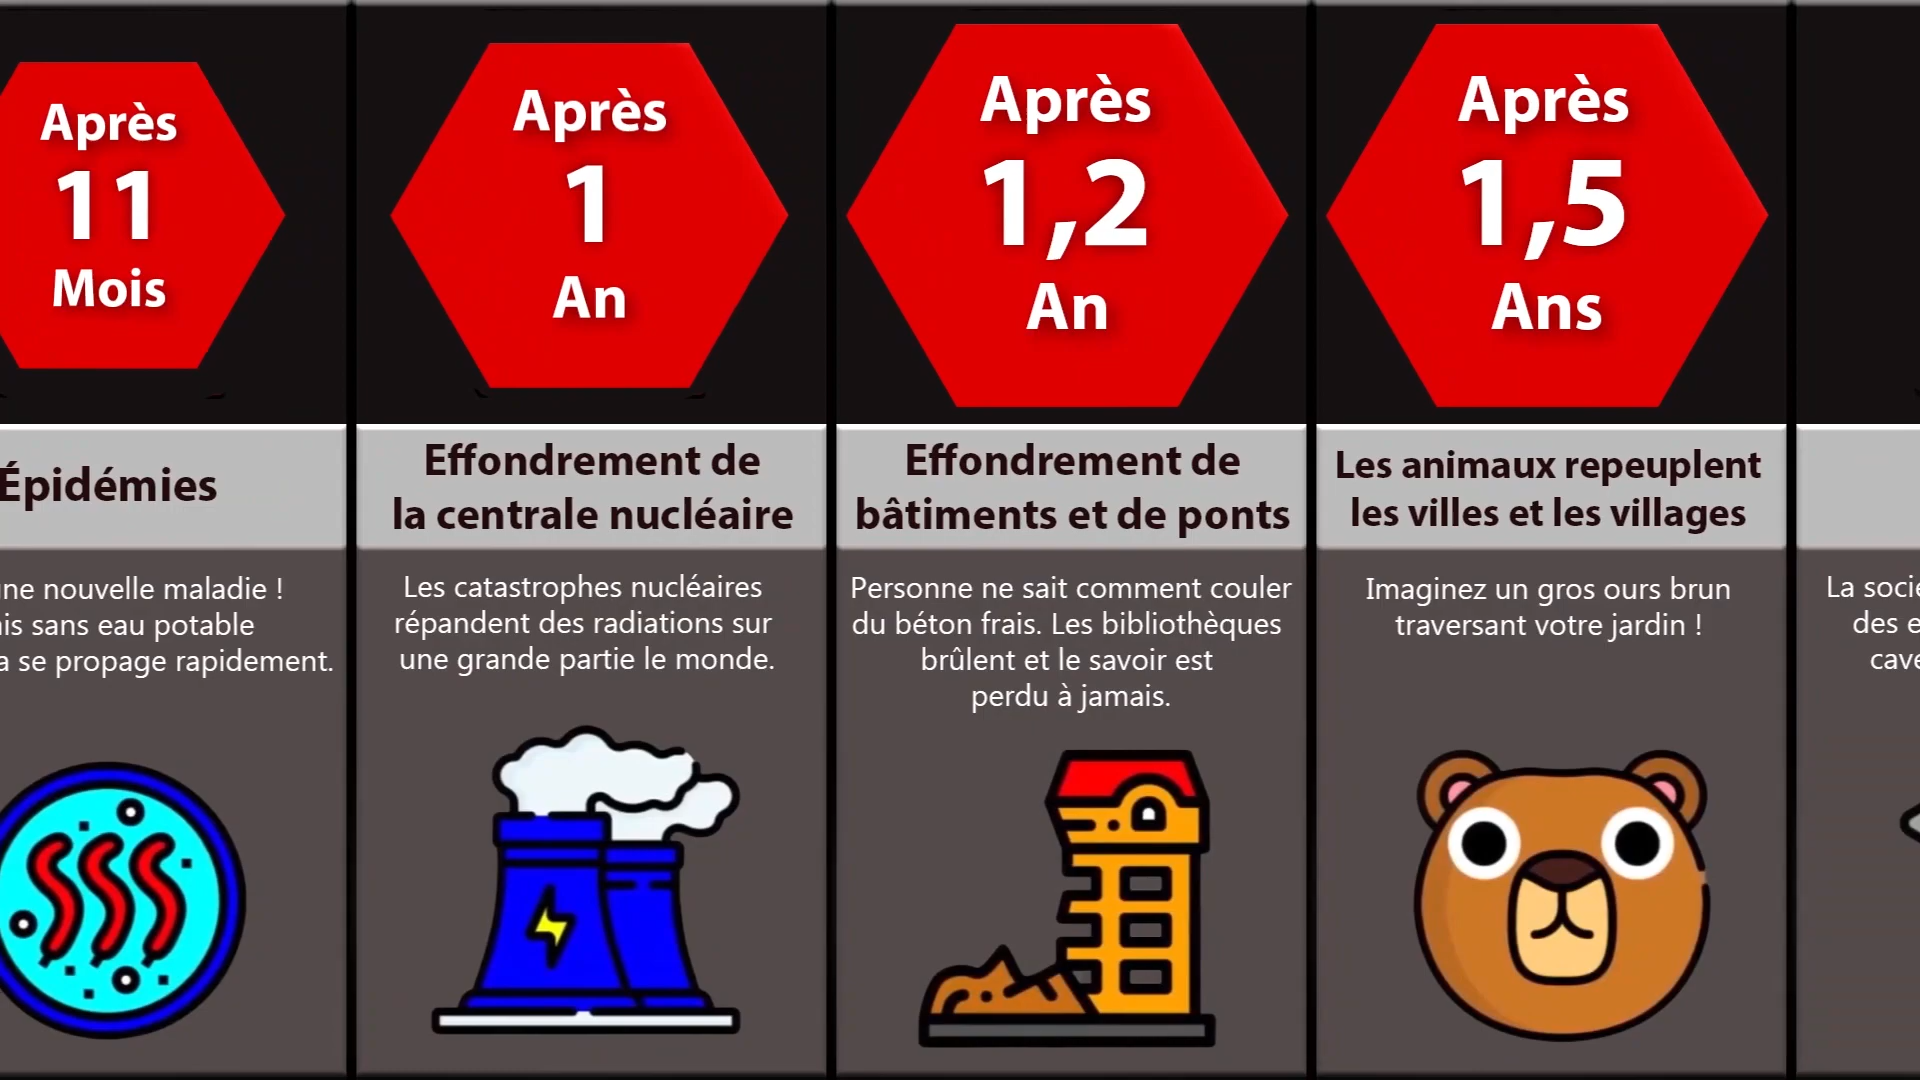 Après
11
Mois
Épidémies
nouvelle maladie !
sans eau potable
se propage rapidement.
Après
1
An
Effondrement de
la centrale nucléaire
Les catastrophes nucléaires
répandent des radiations sur
une grande partie le monde.
Après
1,2
An
Effondrement de
bâtiments et de ponts
Personne ne sait comment couler
du béton frais. Les bibliothèques
brûlent et le savoir est
perdu à jamais.
Après
1,5
Ans
Les animaux repeuplent
les villes et les villages
Imaginez un gros ours brun
traversant votre jardin !
La
des